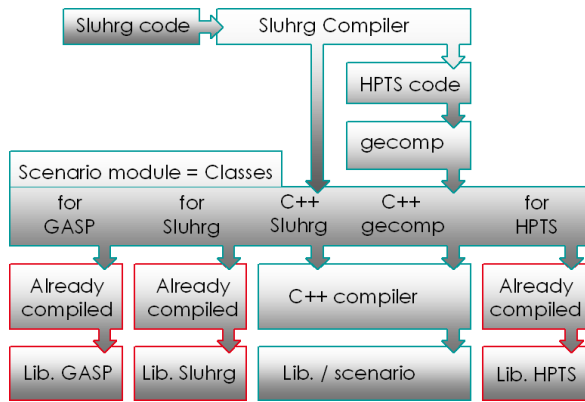 Sluhrg code
Sluhrg Compiler
HPTS code
gecomp
Scenario module = Classes
for GASP
for Sluhrg
C++ Sluhrg
C++ gecomp
for HPTS
Already compiled
Already compiled
C++ compiler
Already compiled
Lib. GASP
Lib. Sluhrg
Lib. / scenario
Lib. HPTS